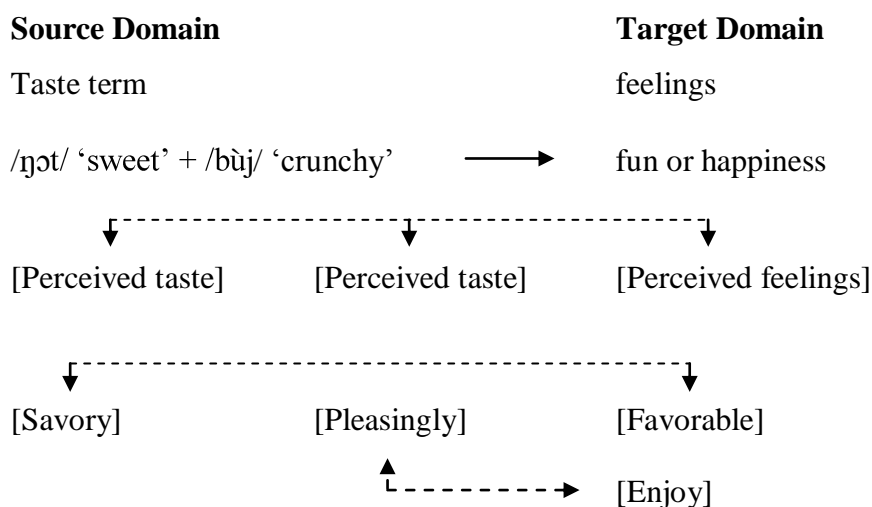 Source Domain Target Domain
Taste term feelings
/ŋɔt/ ‘sweet’ + /bùj/ ‘crunchy’ fun or happiness
[Perceived taste] [Perceived taste] [Perceived feelings]
[Savory] [Pleasingly] [Favorable]
[Enjoy]